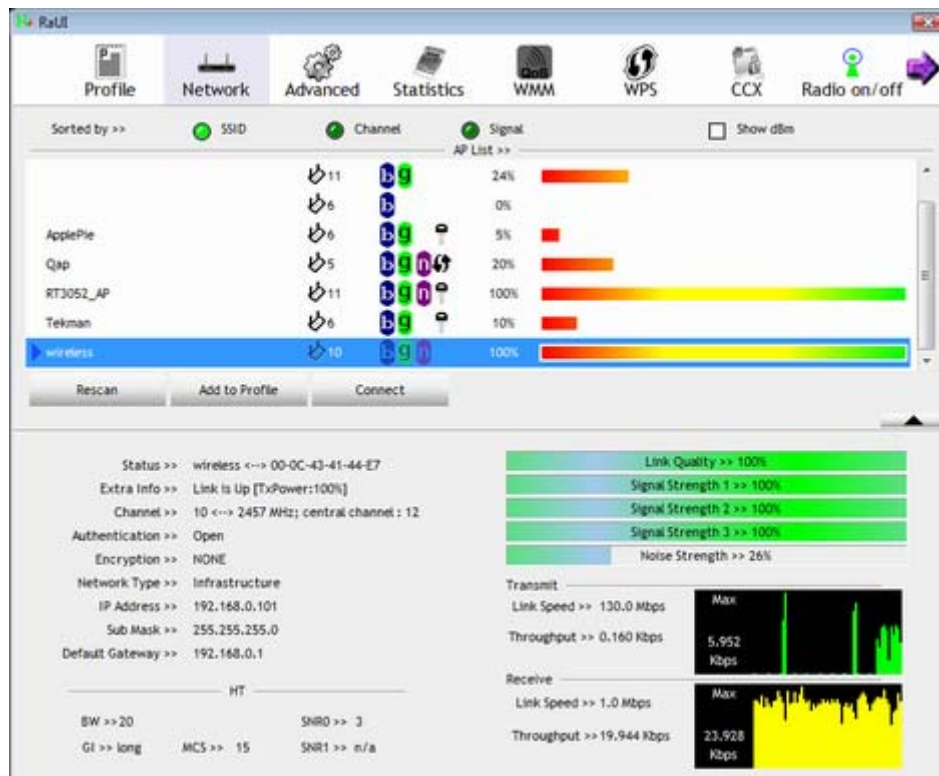 RaUI
Profile Network Advanced Statistics QoS WMM WPS CCX Radio on/off
Sorted by >> SSID Channel Signal Show dBm
AP List >>
11 b g 24%
6 b 0%
ApplePie 6 b g 5%
Qap 5 b g n 20%
RT3052_AP 11 b g n 100%
Tekman 6 b g 10%
wireless 10 b g n 100%
Rescan Add to Profile Connect
Status >> wireless <--> 00-0C-43-41-44-E7
Extra Info >> Link is Up [TxPower:100%]
Channel >> 10 <--> 2457 MHz; central channel : 12
Authentication >> Open
Encryption >> NONE
Network Type >> Infrastructure
IP Address >> 192.168.0.101
Sub Mask >> 255.255.255.0
Default Gateway >> 192.168.0.1
HT
BW >> 20 SNR0 >> 3
GI >> long MCS >> 15 SNR1 >> n/a
Link Quality >> 100%
Signal Strength 1 >> 100%
Signal Strength 2 >> 100%
Signal Strength 3 >> 100%
Noise Strength >> 26%
Transmit
Link Speed >> 130.0 Mbps
Throughput >> 0.160 Kbps
Max
5.952
Kbps
Receive
Link Speed >> 1.0 Mbps
Throughput >> 19.944 Kbps
Max
23.928
Kbps